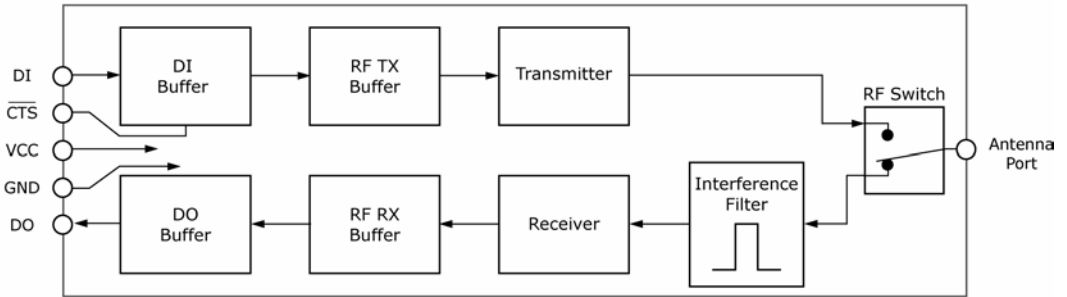 DI
Buffer
RF TX
Buffer
Transmitter
RF Switch
DI
CTS
VCC
GND
DO
Antenna
Port
DO
Buffer
RF RX
Buffer
Receiver
Interference
Filter